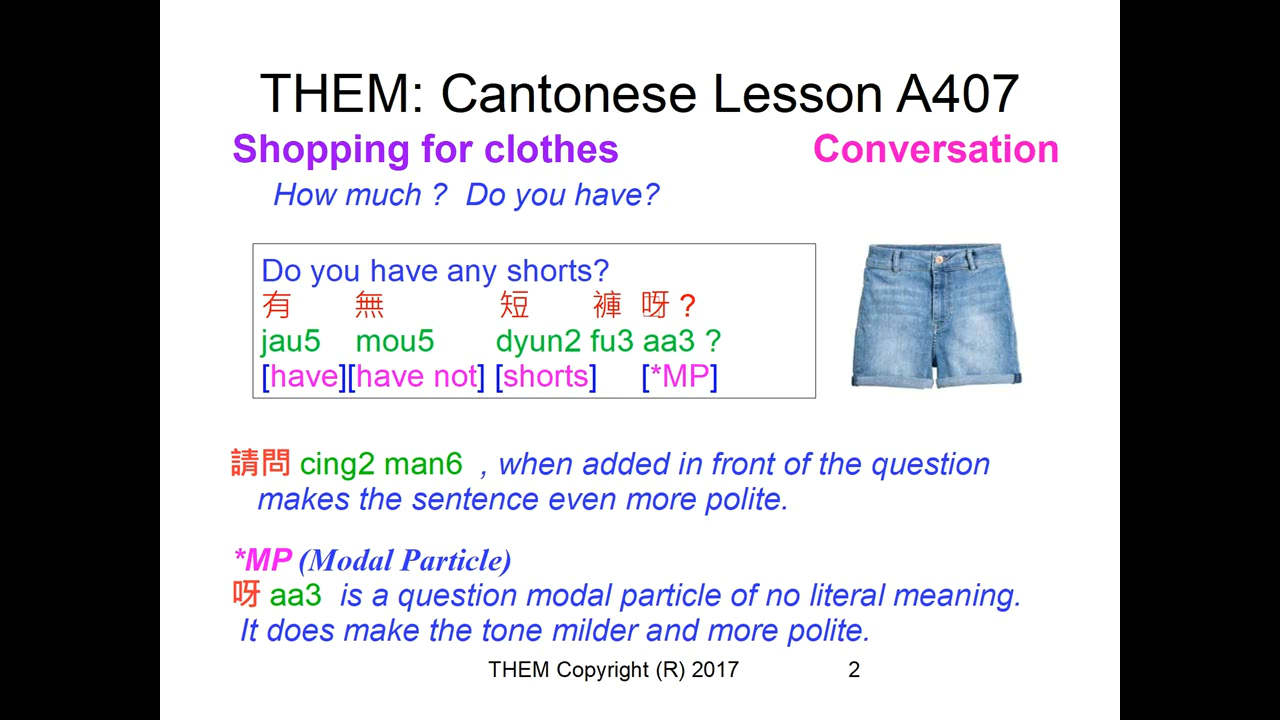 THEM: Cantonese Lesson A407
Shopping for clothes Conversation
How much ? Do you have?
Do you have any shorts?
有 無 短 褲 呀 ?
jau5 mou5 dyun2 fu3 aa3 ?
[have][have not] [shorts] [*MP]
請問 cing2 man6 , when added in front of the question
makes the sentence even more polite.
*MP (Modal Particle)
呀 aa3 is a question modal particle of no literal meaning.
It does make the tone milder and more polite.
THEM Copyright (R) 2017 2